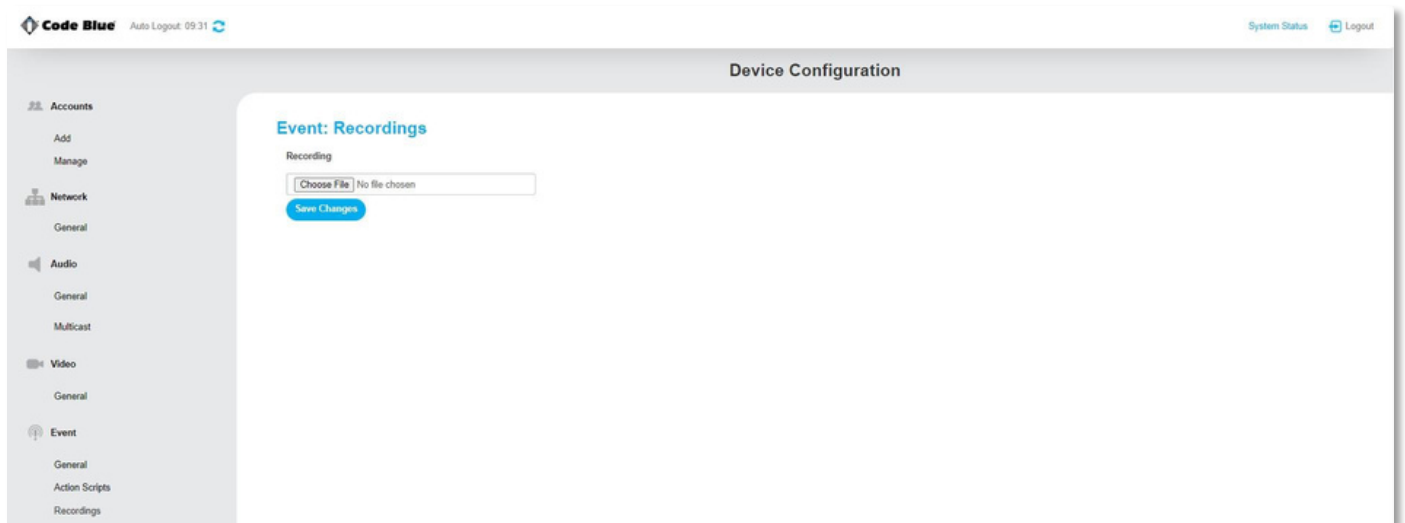 Code Blue Auto Logout: 09:31 System Status Logout
Device Configuration
Accounts
Add
Manage
Network
General
Audio
General
Multicast
Video
General
Event
General
Action Scripts
Recordings
Event: Recordings
Recording
Choose File No file chosen
Save Changes